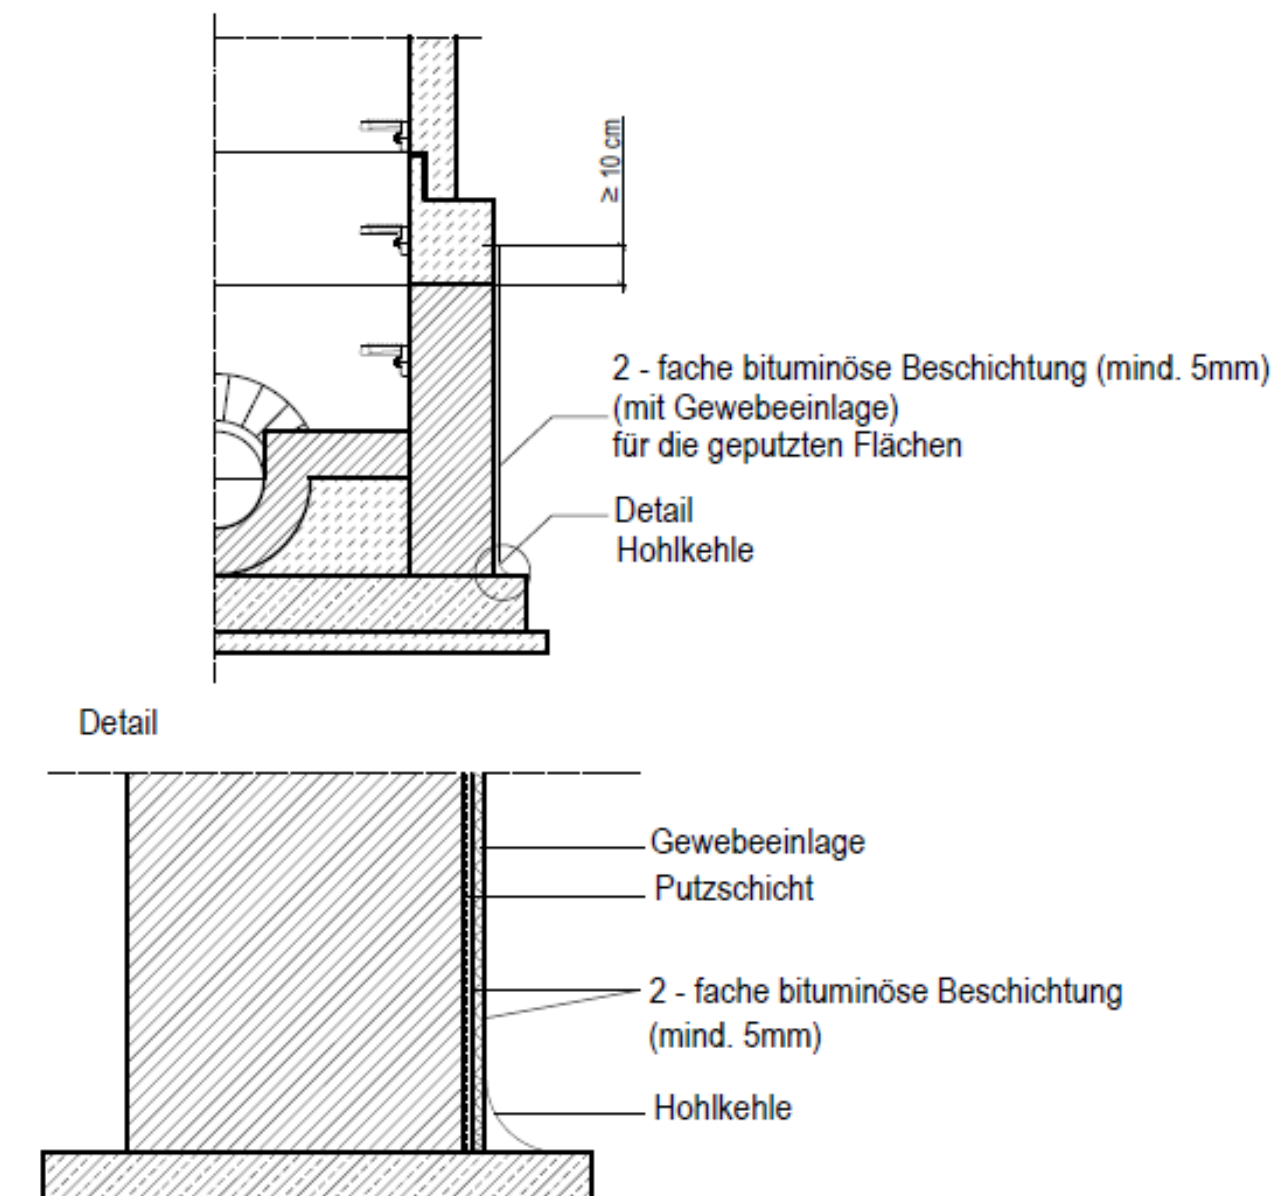 ≥ 10 cm
2 - fache bituminöse Beschichtung (mind. 5mm)
(mit Gewebeeinlage)
für die geputzten Flächen
Detail
Hohlkehle
Detail
Gewebeeinlage
Putzschicht
2 - fache bituminöse Beschichtung
(mind. 5mm)
Hohlkehle